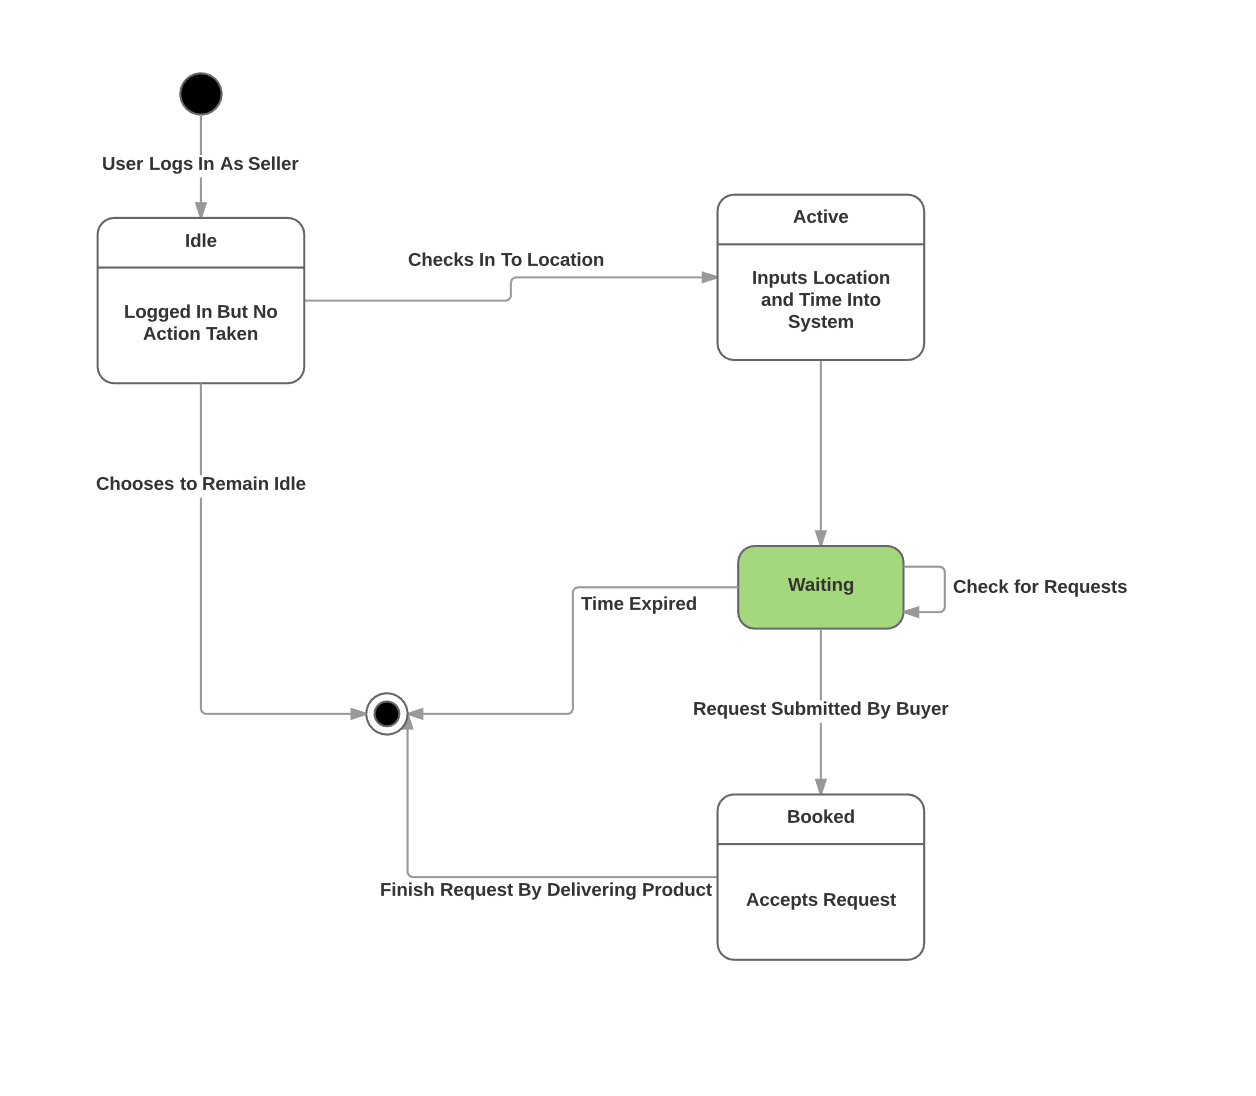 User Logs In As Seller
Idle
Logged In But No
Action Taken
Checks In To Location
Active
Inputs Location
and Time Into
System
Chooses to Remain Idle
Waiting
Check for Requests
Time Expired
Request Submitted By Buyer
Booked
Accepts Request
Finish Request By Delivering Product